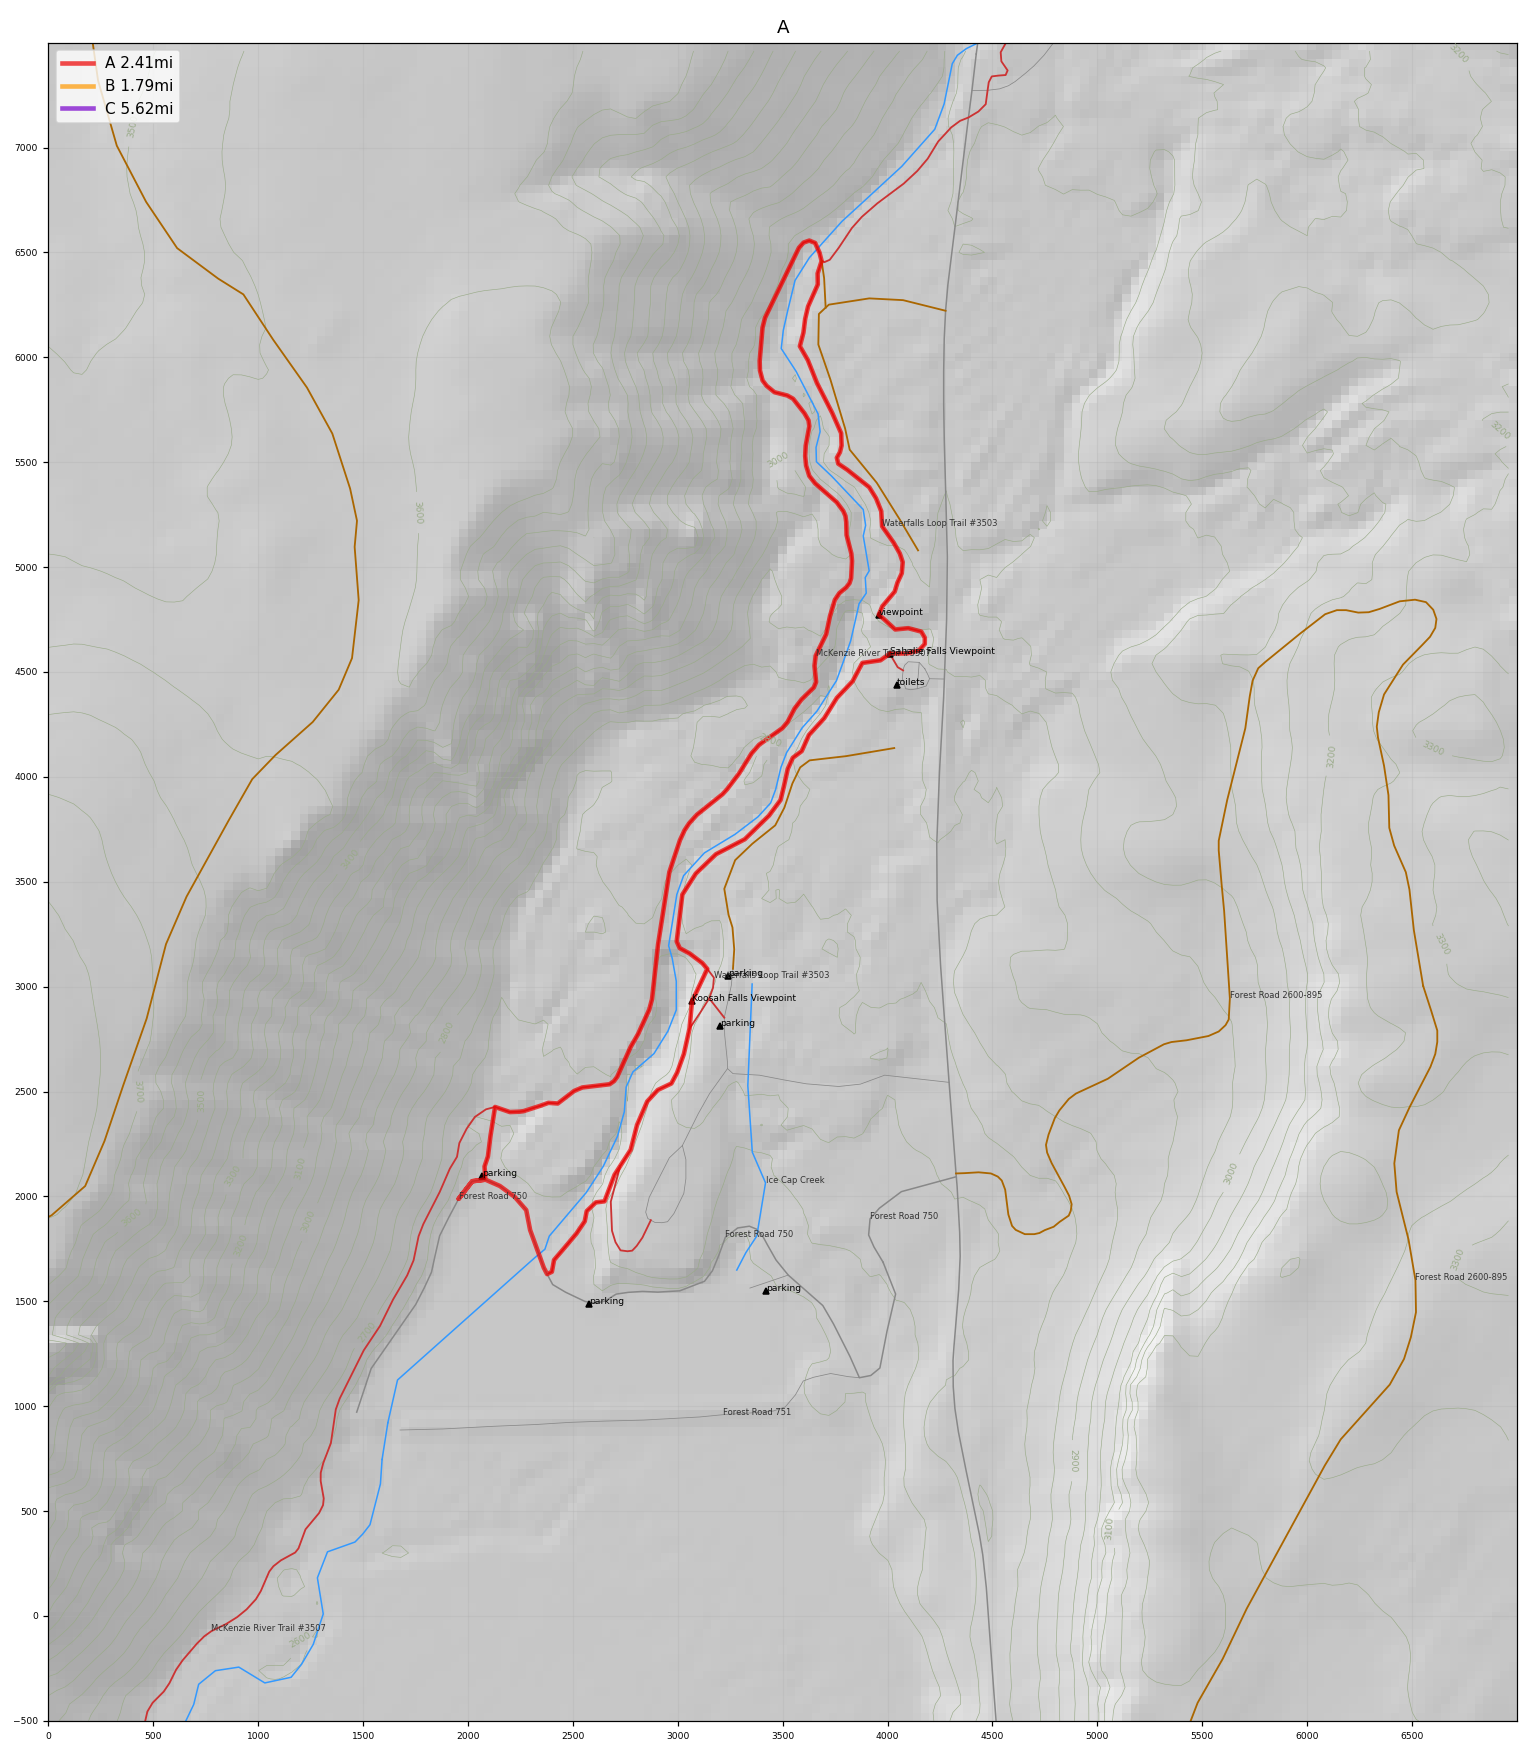 A
A 2.41mi
B 1.79mi
C 5.62mi
3200
7000
6500
6000
5500
5000
4500
4000
3500
3000
2500
2000
1500
1000
500
0
−500
3000
3600
3200
Waterfalls Loop Trail #3503
viewpoint
Sahalie Falls Viewpoint
toilets
3200
3300
3300
parking
Waterfalls Loop Trail #3503
Koosah Falls Viewpoint
Forest Road 2600-895
parking
parking
Forest Road 750
Ice Cap Creek
3000
Forest Road 750
Forest Road 750
3300
Forest Road 2600-895
parking
parking
Forest Road 751
2900
3100
McKenzie River Trail #3507
2600
0 500 1000 1500 2000 2500 3000 3500 4000 4500 5000 5500 6000 6500